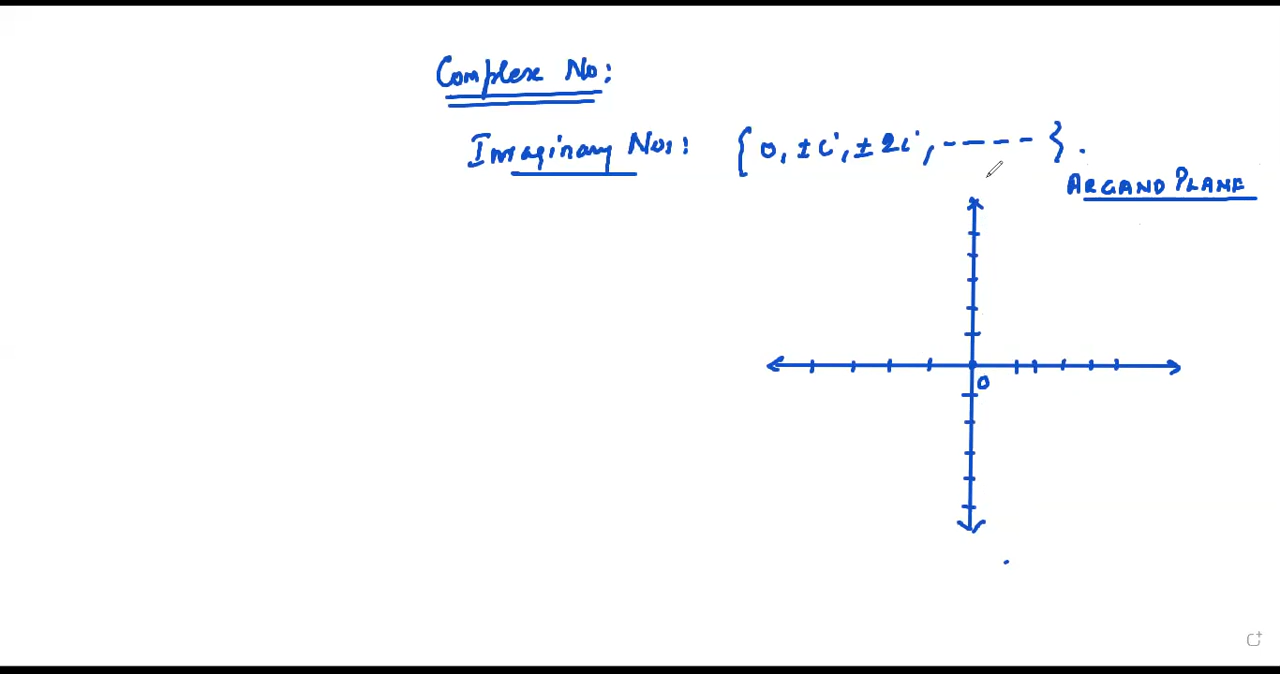 Complex No:
Imaginary Nos: {0, ±i, ±2i, ----- }.
ARGAND PLANE
0